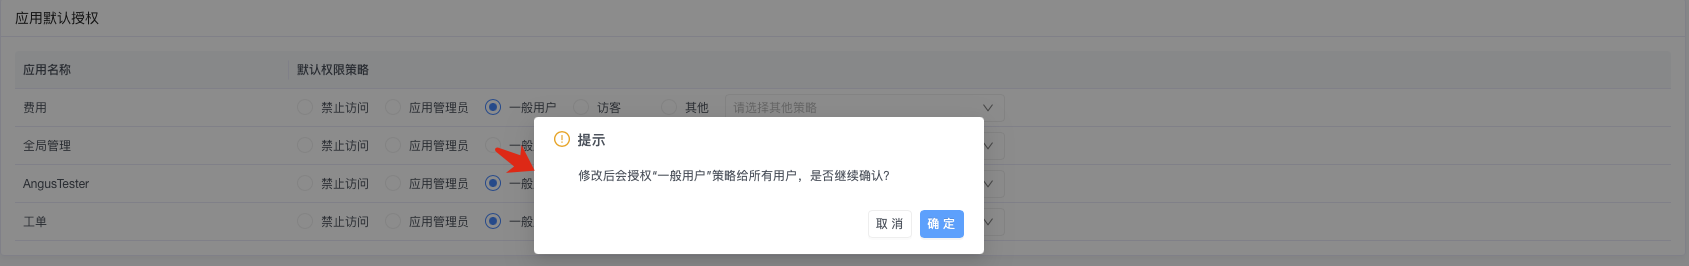 应用默认授权
应用名称 默认权限策略
费用 禁止访问 应用管理员 一般用户 访客 其他 请选择其他策略
提示
全局管理 禁止访问 应用管理员 一般
修改后会授权“一般用户”策略给所有用户，是否继续确认?
AngusTester 禁止访问 应用管理员 一般
工单 禁止访问 应用管理员 一般
取 消 确 定